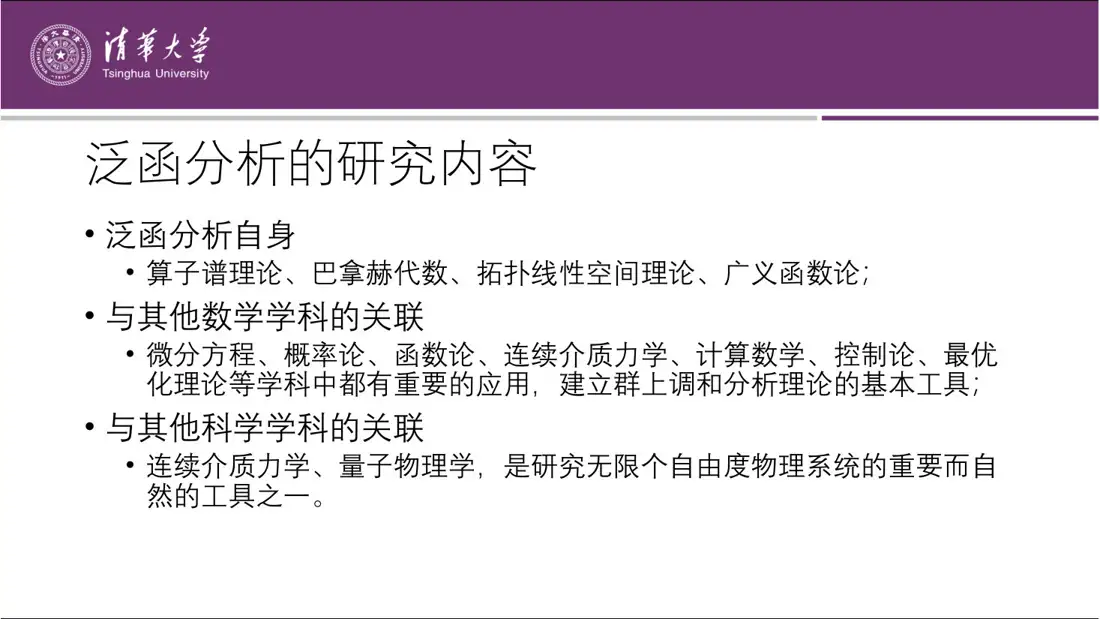 清华大学
Tsinghua University
泛函分析的研究内容
• 泛函分析自身
• 算子谱理论、巴拿赫代数、拓扑线性空间理论、广义函数论；
• 与其他数学学科的关联
• 微分方程、概率论、函数论、连续介质力学、计算数学、控制论、最优
化理论等学科中都有重要的应用，建立群上调和分析理论的基本工具；
• 与其他科学学科的关联
• 连续介质力学、量子物理学，是研究无限个自由度物理系统的重要而自
然的工具之一。